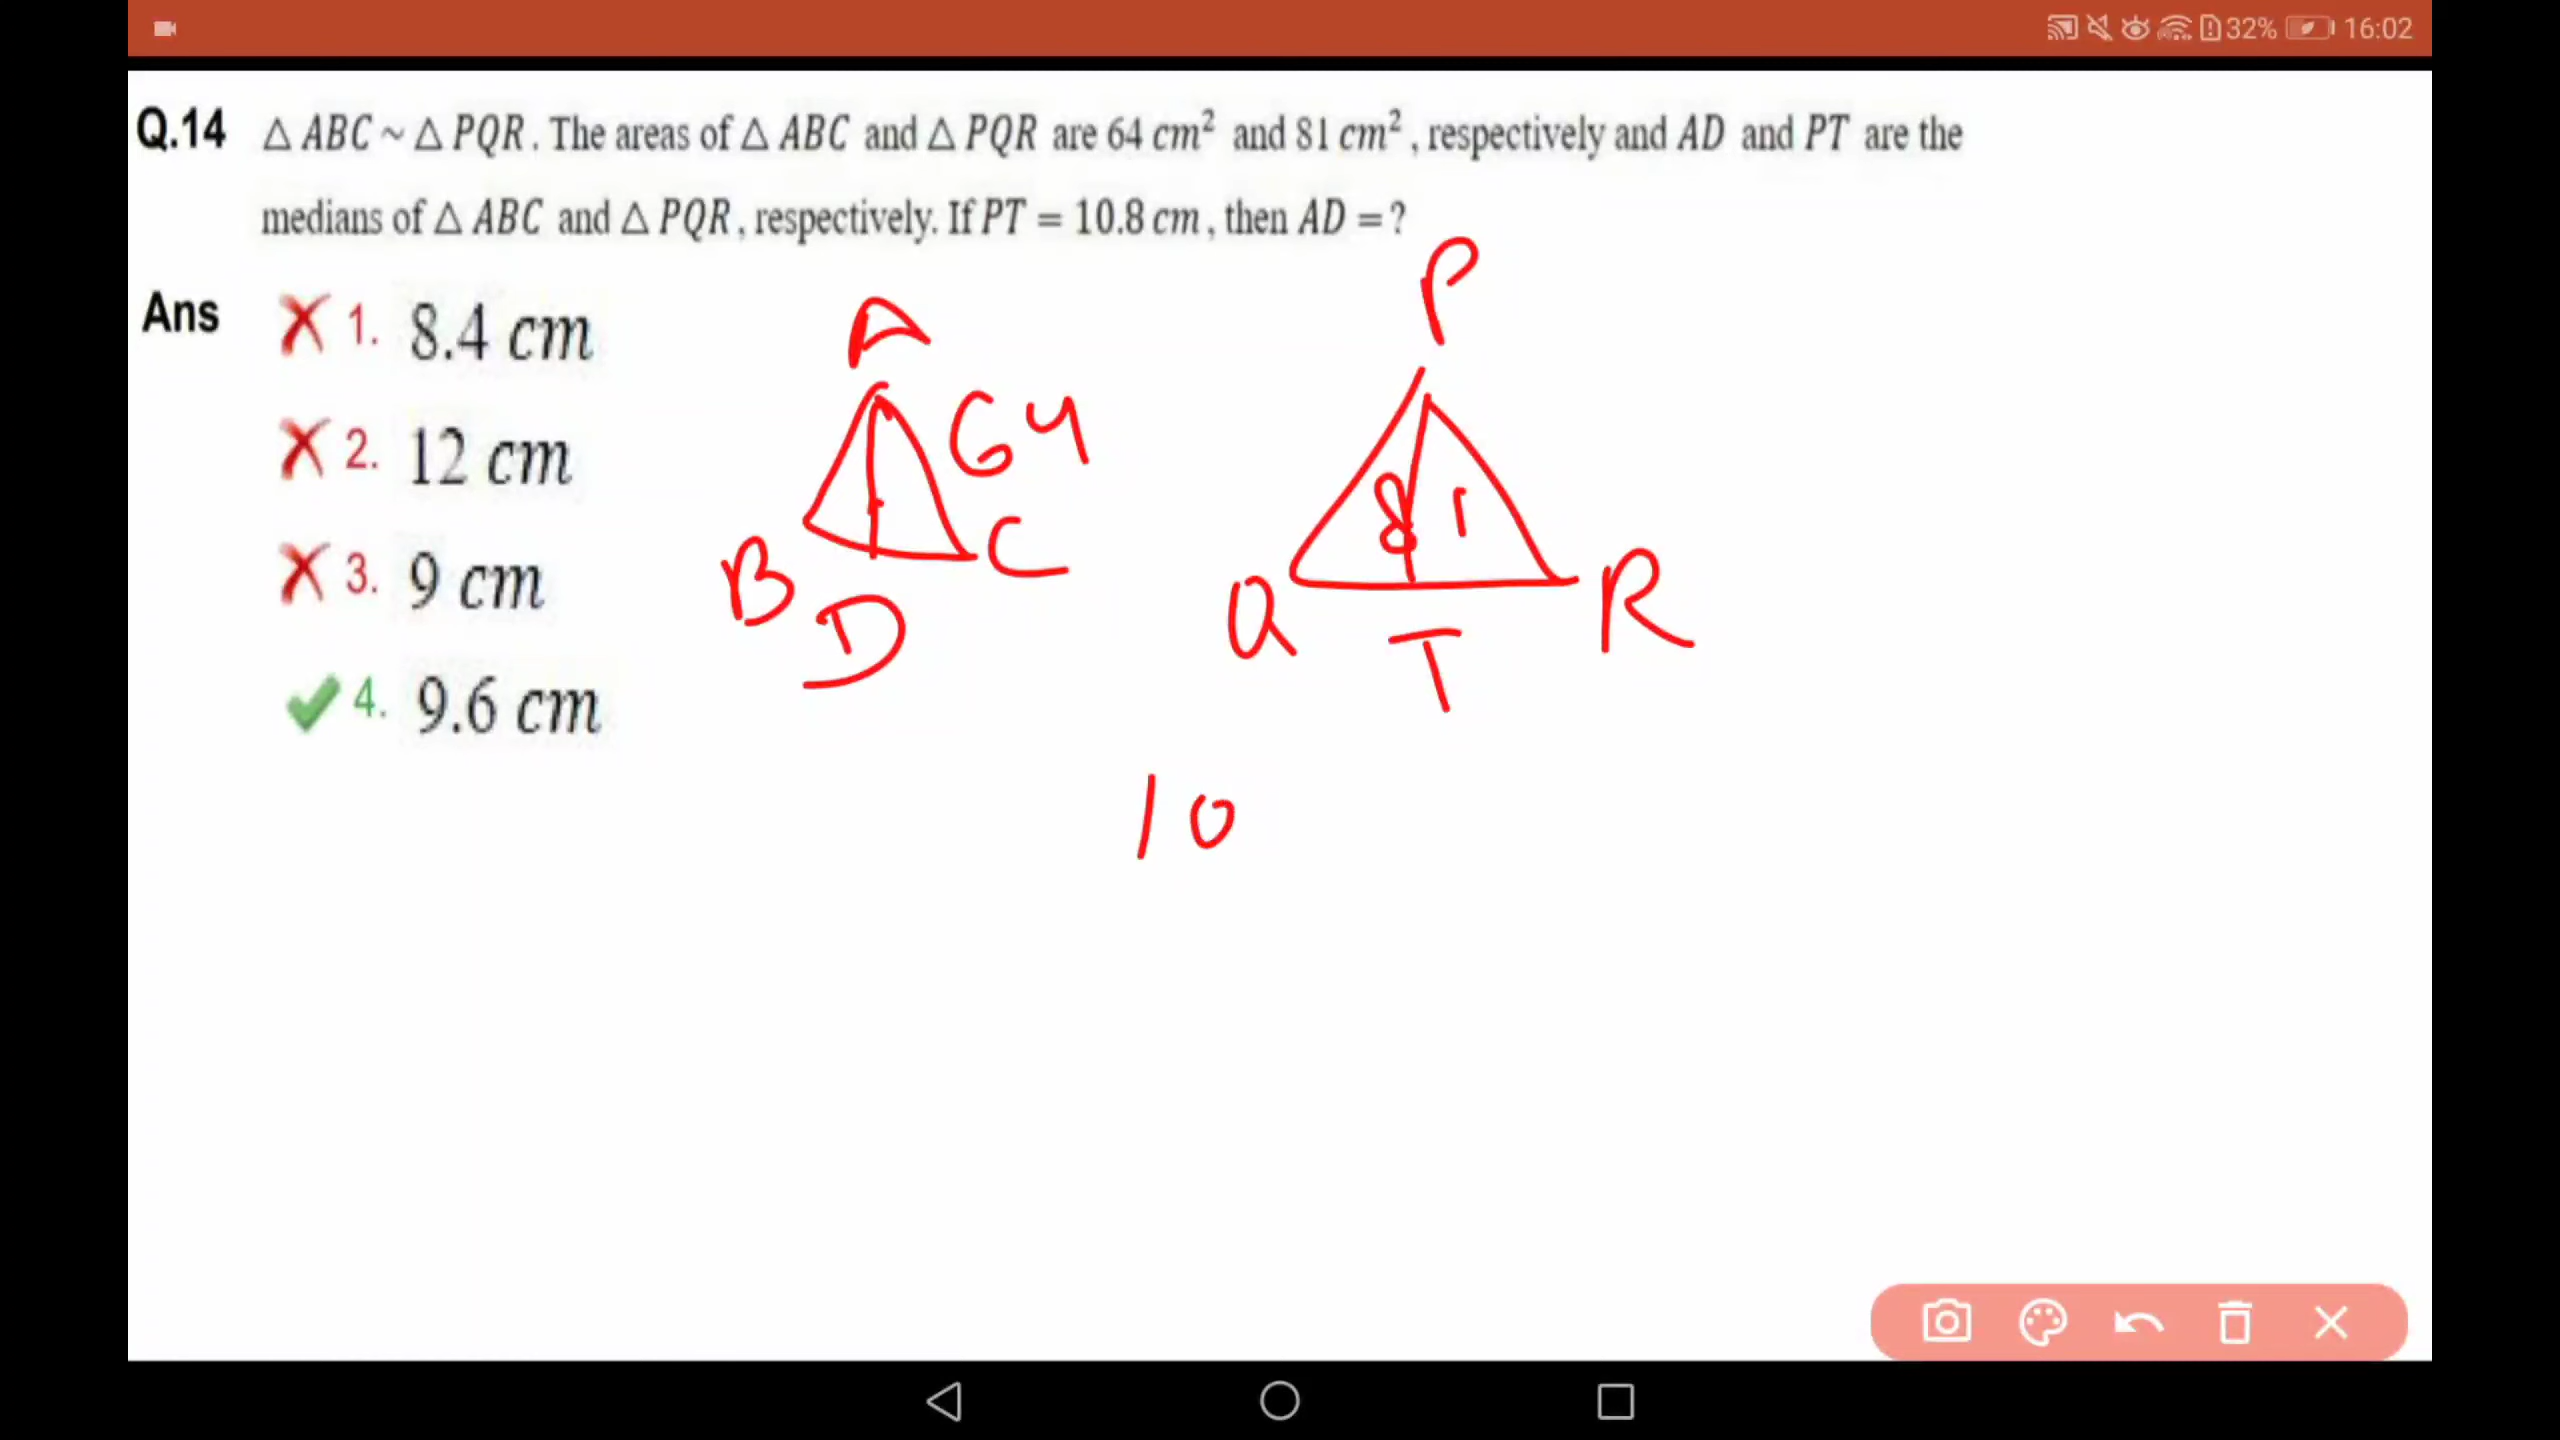 32% 16:02
Q.14 △ ABC ~ △ PQR. The areas of △ ABC and △ PQR are 64 cm² and 81 cm², respectively and AD and PT are the
medians of △ ABC and △ PQR, respectively. If PT = 10.8 cm, then AD = ?
Ans 1. 8.4 cm
2. 12 cm
3. 9 cm
4. 9.6 cm
A
64
B
C
D
P
81
Q
R
T
10